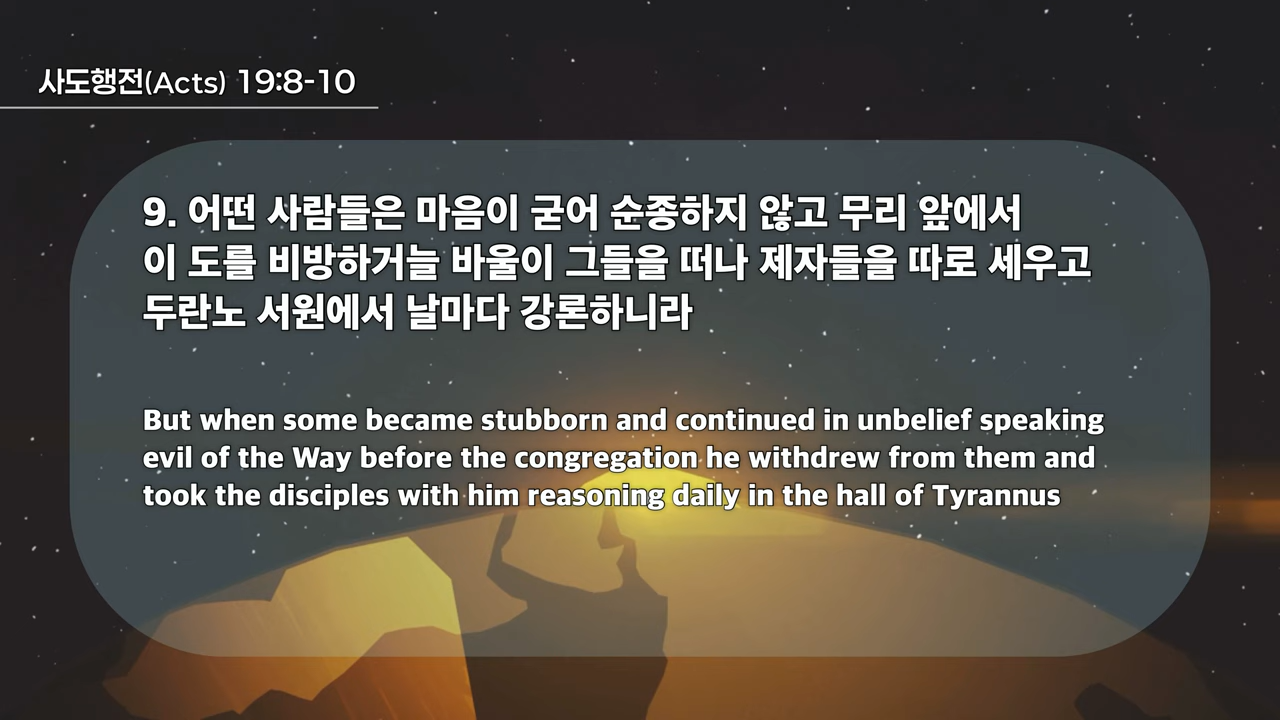 사도행전(Acts) 19:8-10
9. 어떤 사람들은 마음이 굳어 순종하지 않고 무리 앞에서
이 도를 비방하거늘 바울이 그들을 떠나 제자들을 따로 세우고
두란노 서원에서 날마다 강론하니라
But when some became stubborn and continued in unbelief speaking
evil of the Way before the congregation he withdrew from them and
took the disciples with him reasoning daily in the hall of Tyrannus